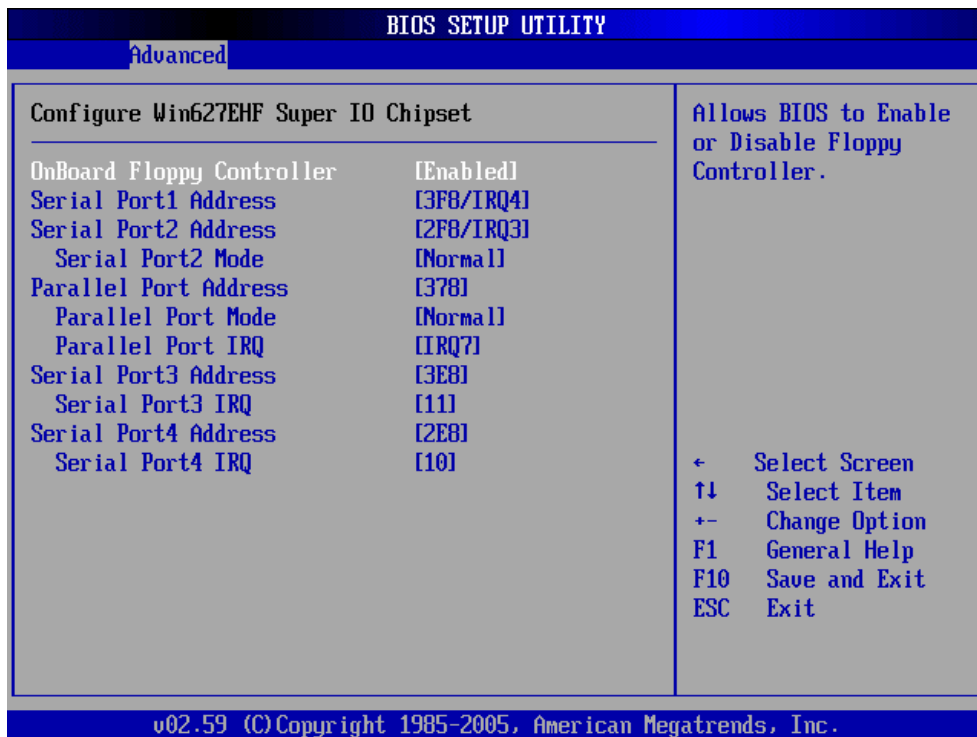 BIOS SETUP UTILITY
Advanced
Configure Win627EHF Super IO Chipset
OnBoard Floppy Controller [Enabled]
Serial Port1 Address [3F8/IRQ4]
Serial Port2 Address [2F8/IRQ3]
Serial Port2 Mode [Normal]
Parallel Port Address [378]
Parallel Port Mode [Normal]
Parallel Port IRQ [IRQ7]
Serial Port3 Address [3E8]
Serial Port3 IRQ [11]
Serial Port4 Address [2E8]
Serial Port4 IRQ [10]
Allows BIOS to Enable
or Disable Floppy
Controller.
← Select Screen
↑↓ Select Item
+- Change Option
F1 General Help
F10 Save and Exit
ESC Exit
v02.59 (C)Copyright 1985-2005, American Megatrends, Inc.